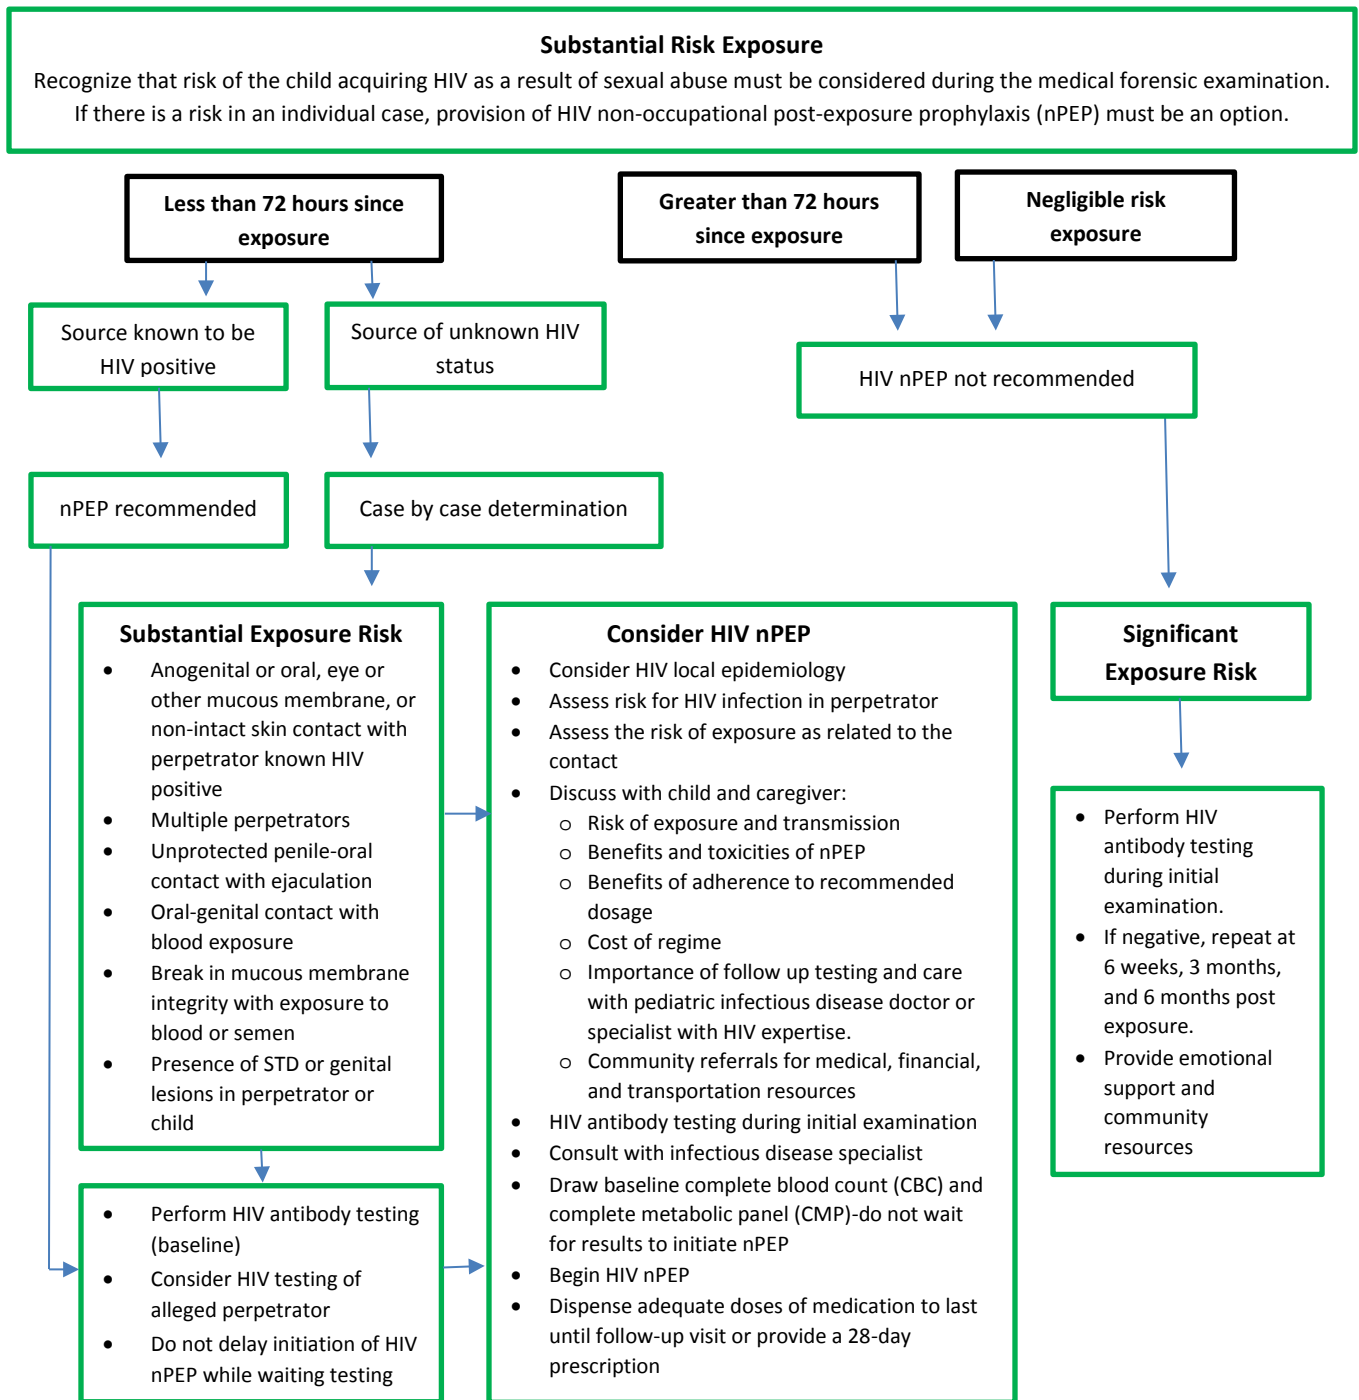 Substantial Risk Exposure
Recognize that risk of the child acquiring HIV as a result of sexual abuse must be considered during the medical forensic examination.
If there is a risk in an individual case, provision of HIV non-occupational post-exposure prophylaxis (nPEP) must be an option.
Less than 72 hours since
exposure
Greater than 72 hours
since exposure
Negligible risk
exposure
Source known to be
HIV positive
Source of unknown HIV
status
HIV nPEP not recommended
nPEP recommended
Case by case determination
Substantial Exposure Risk
• Anogenital or oral, eye or
other mucous membrane, or
non-intact skin contact with
perpetrator known HIV
positive
• Multiple perpetrators
• Unprotected penile-oral
contact with ejaculation
• Oral-genital contact with
blood exposure
• Break in mucous membrane
integrity with exposure to
blood or semen
• Presence of STD or genital
lesions in perpetrator or
child
Consider HIV nPEP
• Consider HIV local epidemiology
• Assess risk for HIV infection in perpetrator
• Assess the risk of exposure as related to the
contact
• Discuss with child and caregiver:
o Risk of exposure and transmission
o Benefits and toxicities of nPEP
o Benefits of adherence to recommended
dosage
o Cost of regime
o Importance of follow up testing and care
with pediatric infectious disease doctor or
specialist with HIV expertise.
o Community referrals for medical, financial,
and transportation resources
• HIV antibody testing during initial examination
• Consult with infectious disease specialist
• Draw baseline complete blood count (CBC) and
complete metabolic panel (CMP)-do not wait
for results to initiate nPEP
• Begin HIV nPEP
• Dispense adequate doses of medication to last
until follow-up visit or provide a 28-day
prescription
Significant
Exposure Risk
• Perform HIV
antibody testing
during initial
examination.
• If negative, repeat at
6 weeks, 3 months,
and 6 months post
exposure.
• Provide emotional
support and
community
resources
• Perform HIV antibody testing
(baseline)
• Consider HIV testing of
alleged perpetrator
• Do not delay initiation of HIV
nPEP while waiting testing